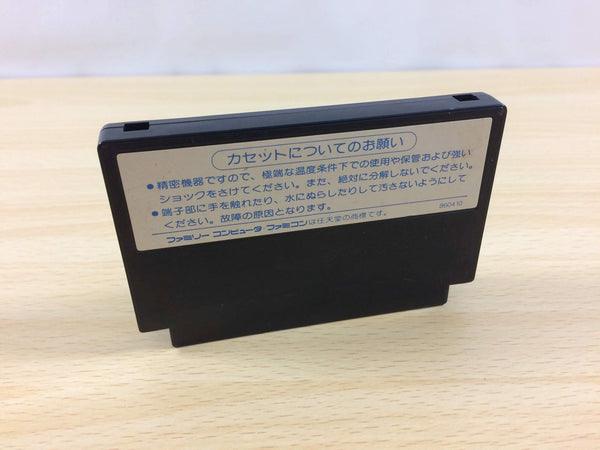 カセットについてのお願い
●精密機器ですので、極端な温度条件下での使用や保管および強い
ショックをさけてください。また、絶対に分解しないでください。
●端子部に手を触れたり、水にぬらしたりして汚さないようにして
ください。故障の原因となります。
ファミリー コンピュータ・ファミコンは任天堂の商標です。
860410